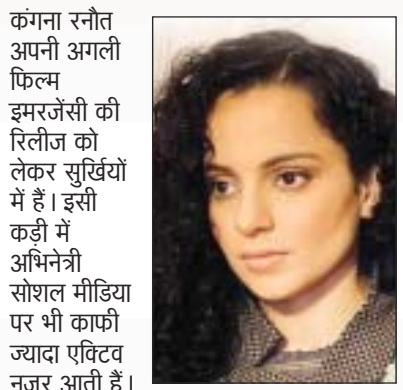 कंगना रनौत
अपनी अगली
फिल्म
इमरजेंसी की
रिलीज को
लेकर सुर्खियों
में हैं। इसी
कड़ी में
अभिनेत्री
सोशल मीडिया
पर भी काफी
ज्यादा एक्टिव
नजर आती हैं।